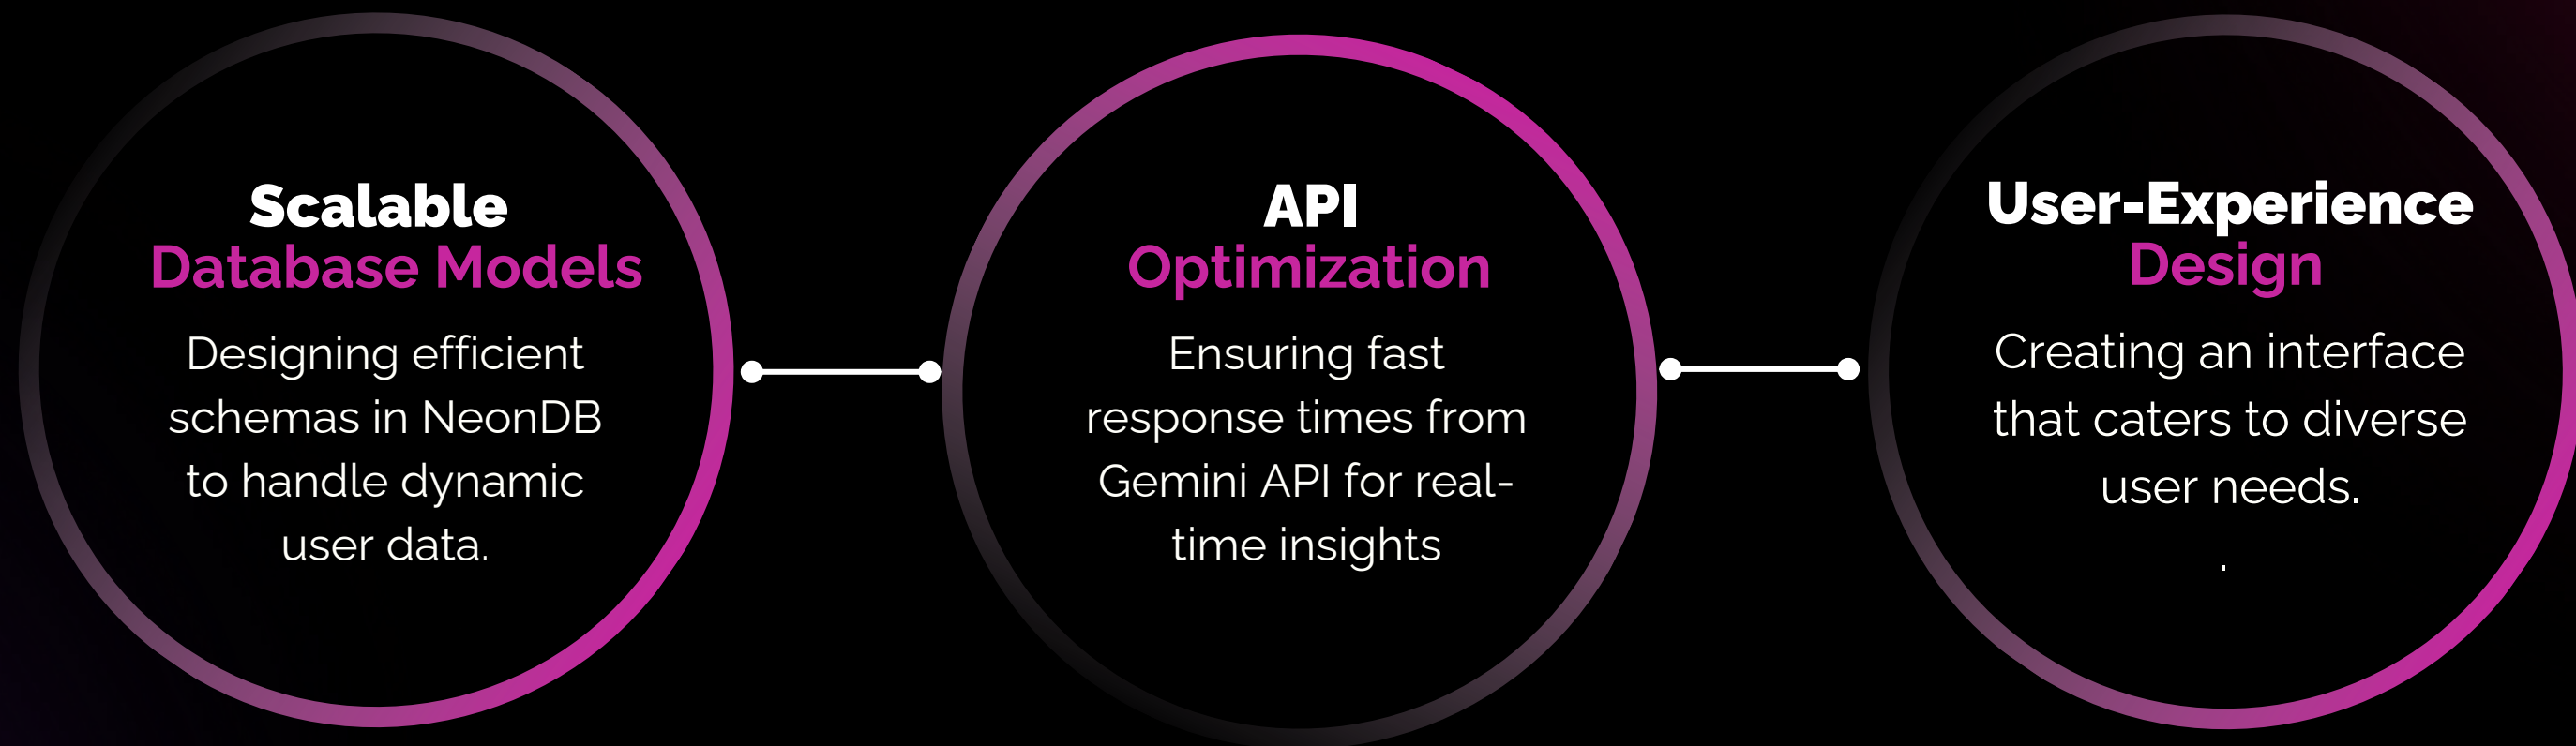 Scalable
Database Models
Designing efficient
schemas in NeonDB
to handle dynamic
user data.
API
Optimization
Ensuring fast
response times from
Gemini API for real-
time insights
User-Experience
Design
Creating an interface
that caters to diverse
user needs.
.